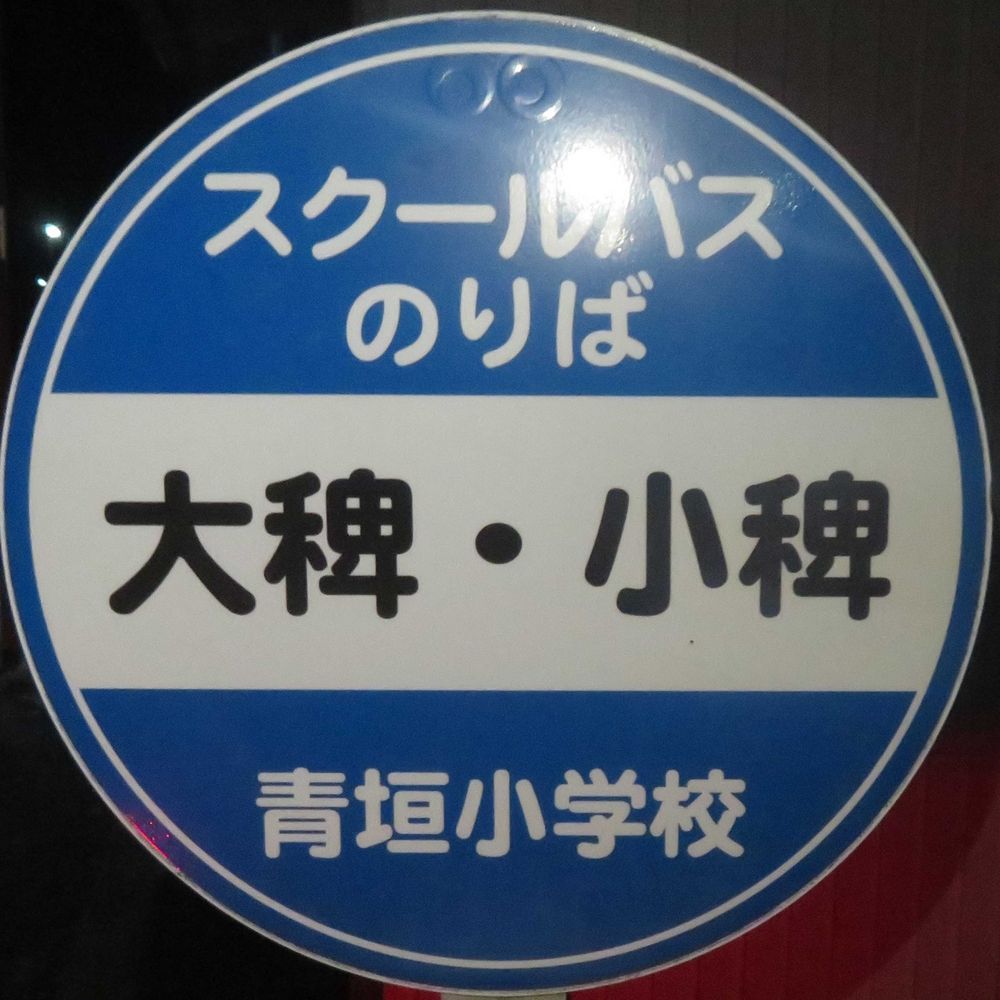 スクールバス
のりば
大稗・小稗
青垣小学校